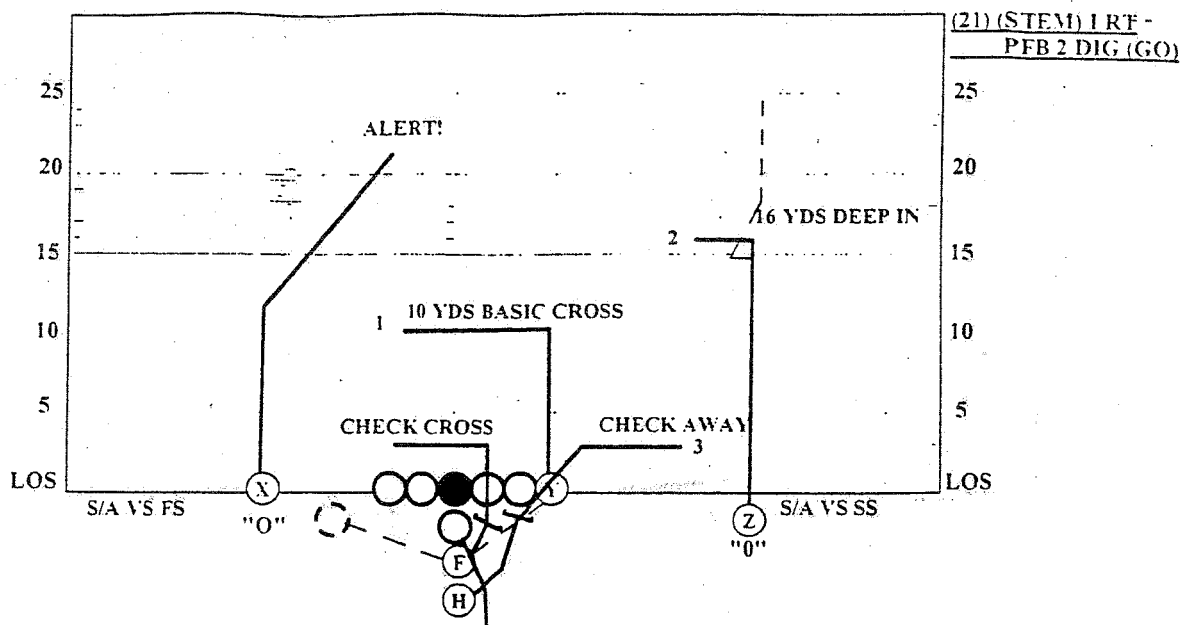 (21) (STEM) I RT -
PFB 2 DIG (GO)
25
25
ALERT!
20
20
16 YDS DEEP IN
2
15
15
10 YDS BASIC CROSS
1
10
10
5
5
CHECK CROSS
CHECK AWAY
3
LOS
X
Y
LOS
S/A VS FS
Z
S/A VS SS
"O"
"0"
F
H